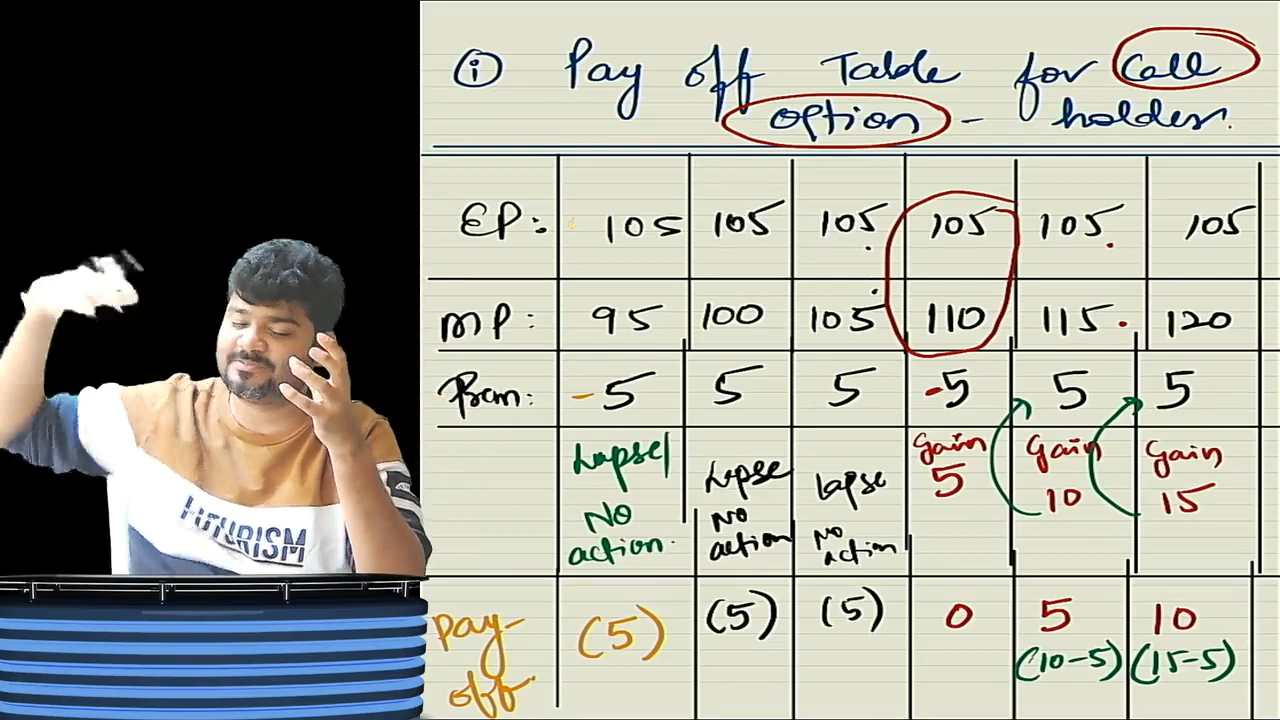 (i) Pay off Table for Call
option - holder.
EP: 105 105 105 105 105 105
MP: 95 100 105 110 115 120
Prem: -5 5 5 -5 5 5
Lapse/ Lapse Lapse Gain Gain Gain
No action. No action No action 5 10 15
Pay-off (5) (5) (5) 0 5 10
(10-5) (15-5)
FUTURISM